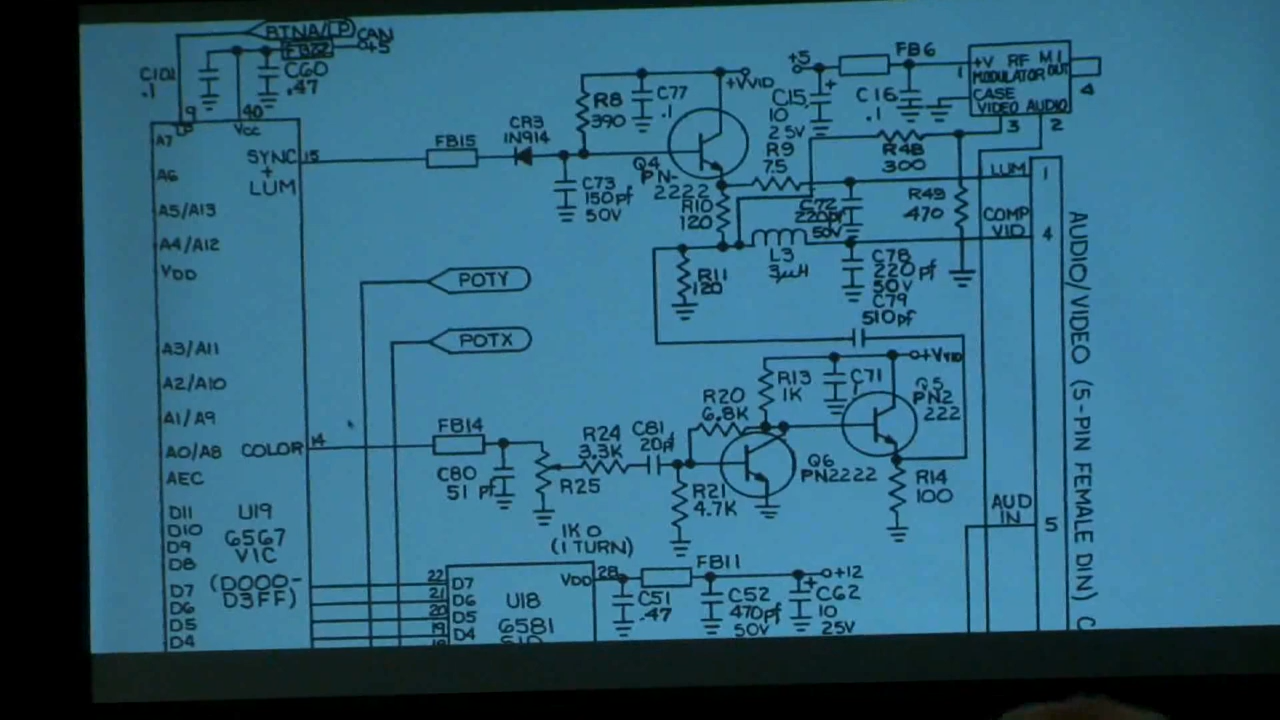 BTNA/LP
CAN
+5
FB22
C101
.1
C60
.47
9
40
A7
LP
VCC
SYNC
+
LUM
15
A6
A5/A13
A4/A12
VDD
A3/A11
A2/A10
A1/A9
A0/A8
COLOR
14
AEC
D11
D10
D9
D8
D7
D6
D5
D4
U19
6567
VIC
(D000-
D3FF)
FB15
CR3
1N914
R8
390
C77
.1
+VVID
C73
150pf
50V
Q4
PN-
2222
R9
75
R10
120
R11
120
C72
220pf
50V
L3
3μH
C78
220pf
50V
C79
510pf
+5
C15
10
25V
FB6
C16
.1
1
+V RF M1
MODULATOR OUT
CASE
VIDEO AUDIO
4
3
2
R48
300
R49
470
LUM
1
COMP
VID
4
AUD
IN
5
AUDIO/VIDEO (5-PIN FEMALE DIN) C
POTY
POTX
FB14
C80
51 pf
R24
3.3K
R25
1K Ω
(1 TURN)
C81
20pf
R20
6.8K
R21
4.7K
R13
1K
C71
+VVID
Q5
PN2
222
Q6
PN2222
R14
100
22
21
20
19
D7
D6
D5
D4
U18
6581
SID
VDD
28
FB11
+12
C51
.47
C52
470pf
50V
C62
10
25V